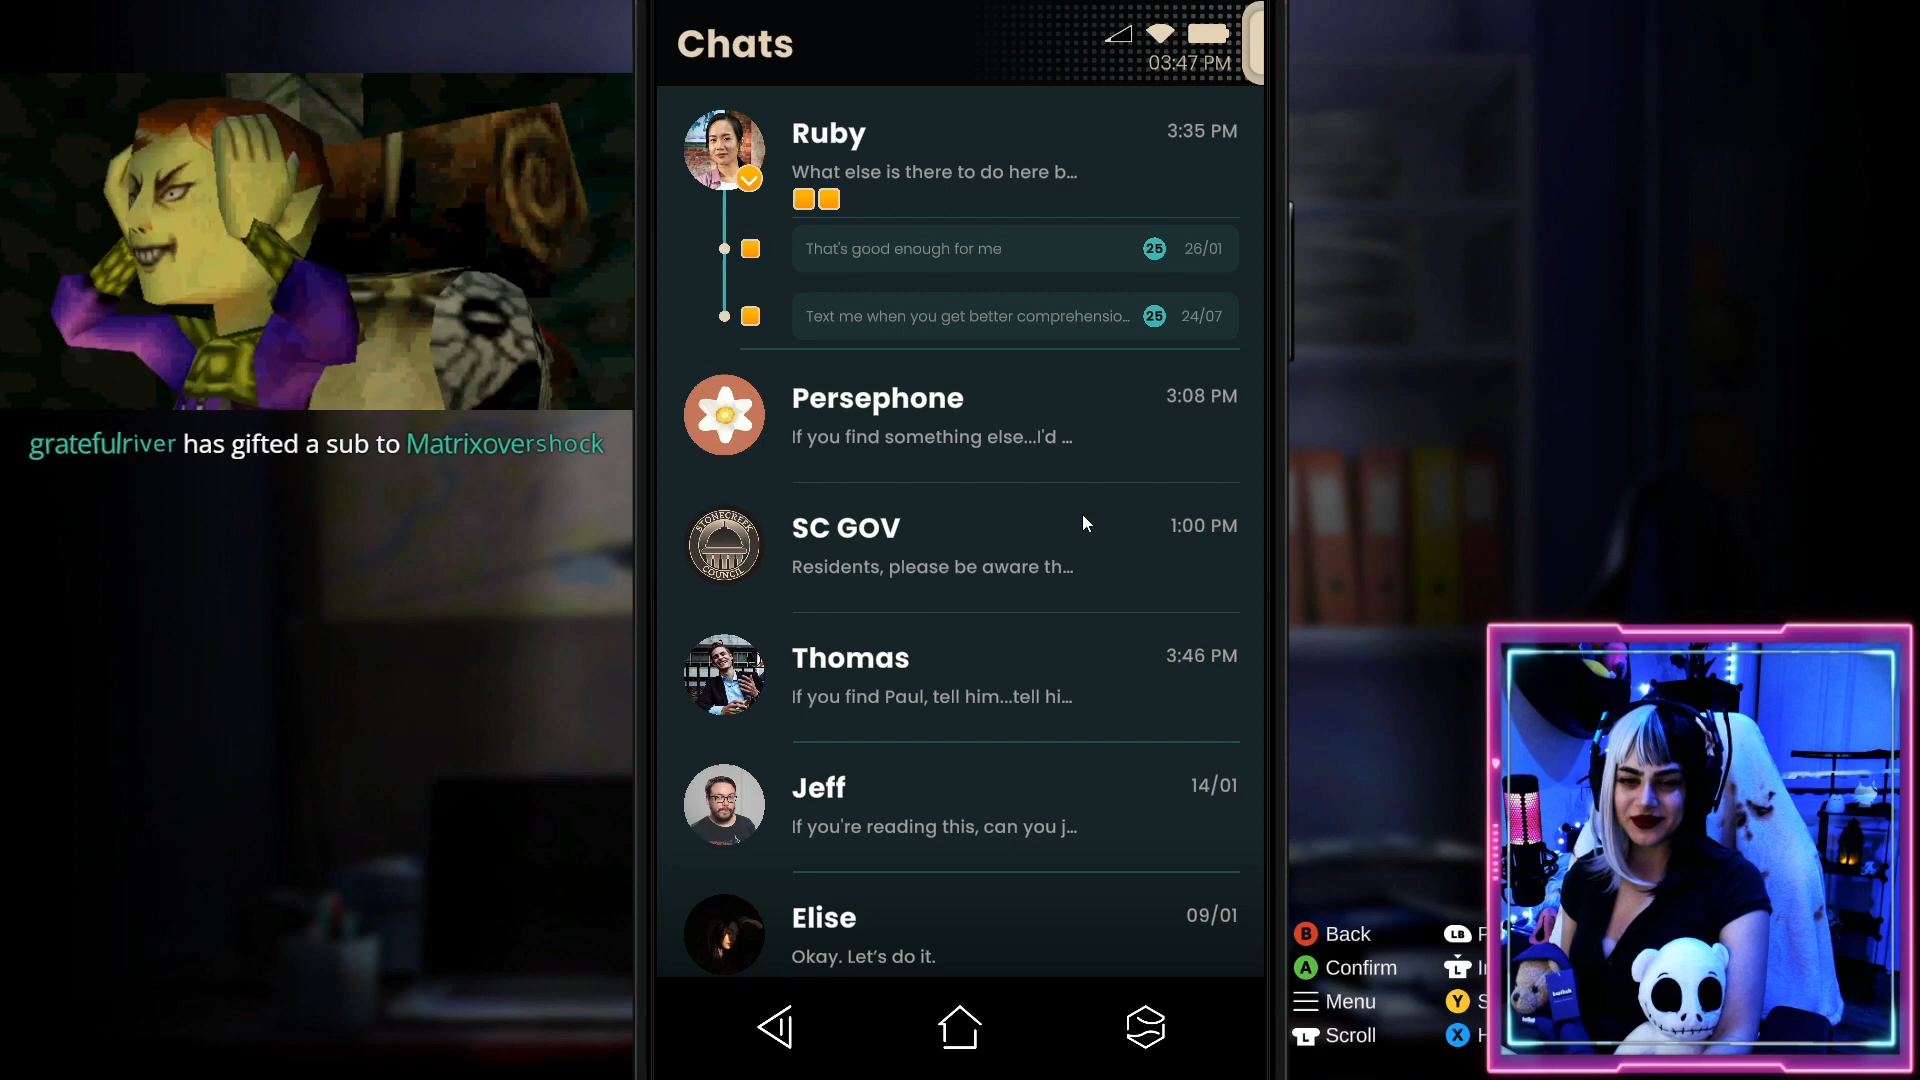 Chats
03:47 PM
Ruby
3:35 PM
What else is there to do here b...
That's good enough for me
25
26/01
Text me when you get better comprehensio...
25
24/07
Persephone
3:08 PM
If you find something else...I'd ...
STONECREEK
COUNCIL
SC GOV
1:00 PM
Residents, please be aware th...
Thomas
3:46 PM
If you find Paul, tell him...tell hi...
Jeff
14/01
If you're reading this, can you j...
Elise
09/01
Okay. Let's do it.
gratefulriver has gifted a sub to Matrixovershock
B Back
LB
A Confirm
L
Menu
Y
L Scroll
X